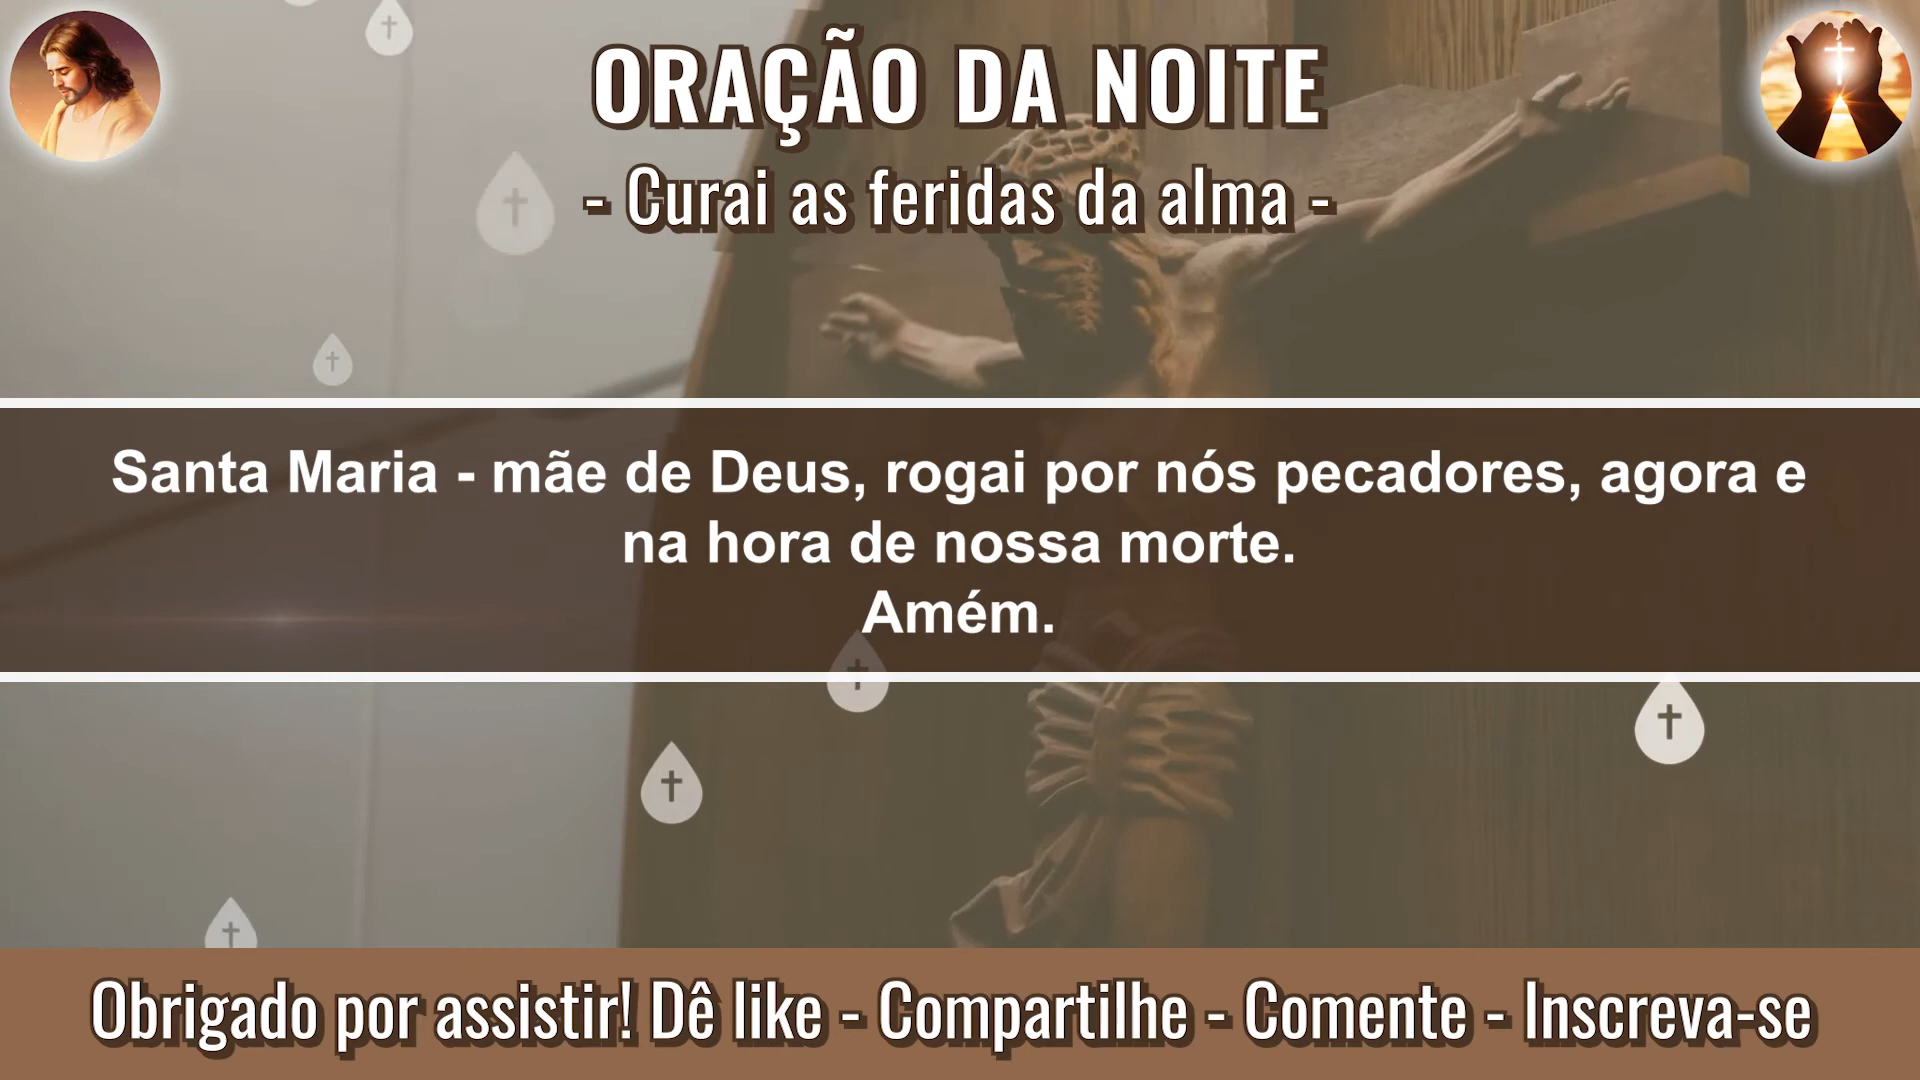 ORAÇÃO DA NOITE
- Curai as feridas da alma -
Santa Maria - mãe de Deus, rogai por nós pecadores, agora e
na hora de nossa morte.
Amém.
Obrigado por assistir! Dê like - Compartilhe - Comente - Inscreva-se